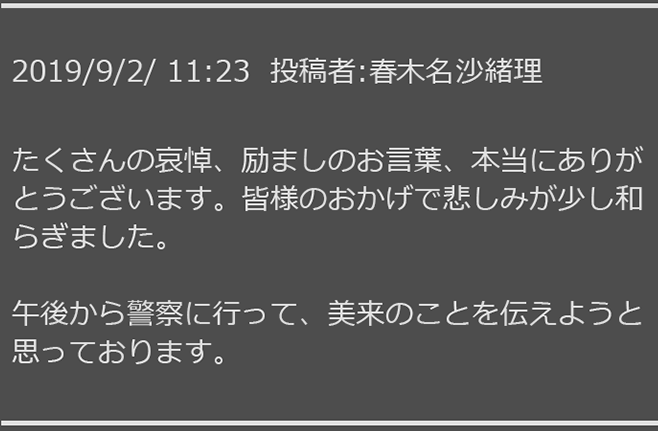 2019/9/2/ 11:23 投稿者:春木名沙緒理
たくさんの哀悼、励ましのお言葉、本当にありが
とうございます。皆様のおかげで悲しみが少し和
らぎました。
午後から警察に行って、美来のことを伝えようと
思っております。